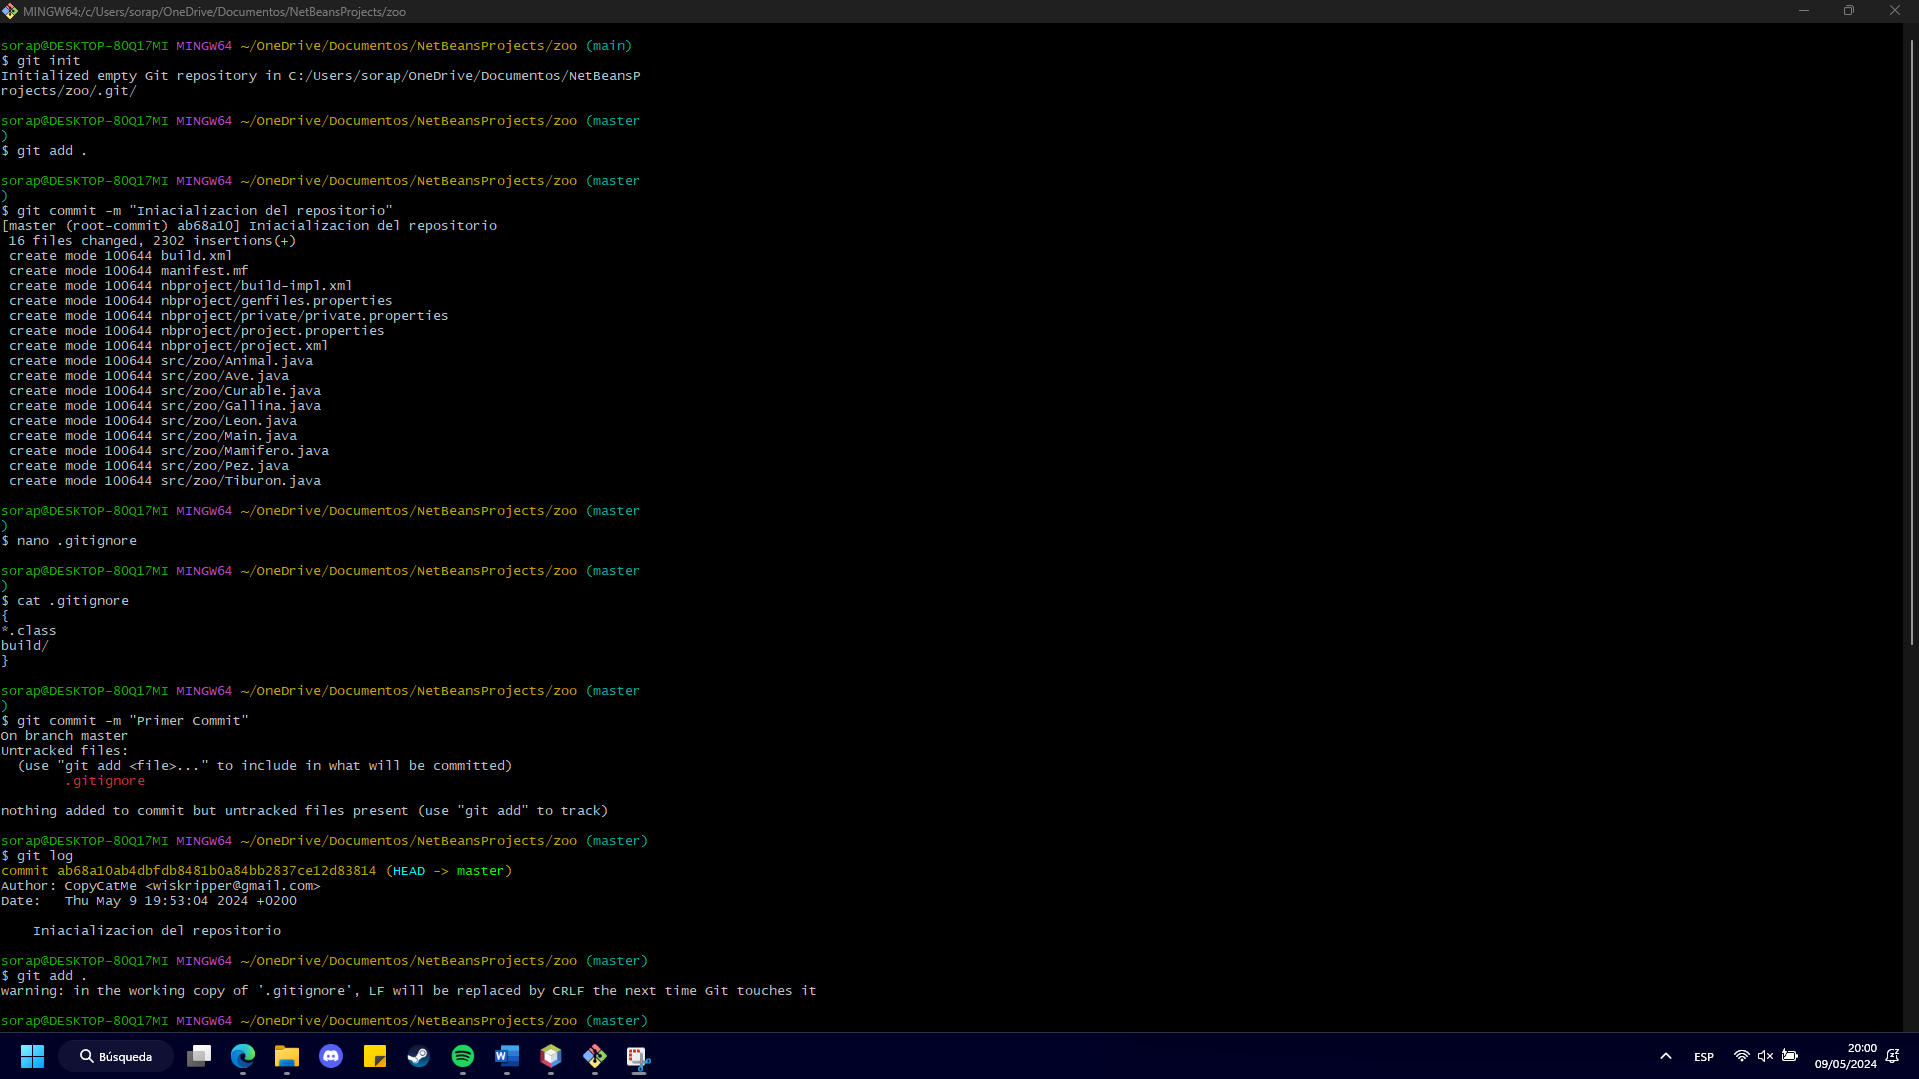 MINGW64:/c/Users/sorap/OneDrive/Documentos/NetBeansProjects/zoo
sorap@DESKTOP-8OQ17MI MINGW64 ~/OneDrive/Documentos/NetBeansProjects/zoo (main)
$ git init
Initialized empty Git repository in C:/Users/sorap/OneDrive/Documentos/NetBeansP
rojects/zoo/.git/
sorap@DESKTOP-8OQ17MI MINGW64 ~/OneDrive/Documentos/NetBeansProjects/zoo (master
)
$ git add .
sorap@DESKTOP-8OQ17MI MINGW64 ~/OneDrive/Documentos/NetBeansProjects/zoo (master
)
$ git commit -m "Iniacializacion del repositorio"
[master (root-commit) ab68a10] Iniacializacion del repositorio
16 files changed, 2302 insertions(+)
create mode 100644 build.xml
create mode 100644 manifest.mf
create mode 100644 nbproject/build-impl.xml
create mode 100644 nbproject/genfiles.properties
create mode 100644 nbproject/private/private.properties
create mode 100644 nbproject/project.properties
create mode 100644 nbproject/project.xml
create mode 100644 src/zoo/Animal.java
create mode 100644 src/zoo/Ave.java
create mode 100644 src/zoo/Curable.java
create mode 100644 src/zoo/Gallina.java
create mode 100644 src/zoo/Leon.java
create mode 100644 src/zoo/Main.java
create mode 100644 src/zoo/Mamifero.java
create mode 100644 src/zoo/Pez.java
create mode 100644 src/zoo/Tiburon.java
sorap@DESKTOP-8OQ17MI MINGW64 ~/OneDrive/Documentos/NetBeansProjects/zoo (master
)
$ nano .gitignore
sorap@DESKTOP-8OQ17MI MINGW64 ~/OneDrive/Documentos/NetBeansProjects/zoo (master
)
$ cat .gitignore
{
*.class
build/
}
sorap@DESKTOP-8OQ17MI MINGW64 ~/OneDrive/Documentos/NetBeansProjects/zoo (master
)
$ git commit -m "Primer Commit"
On branch master
Untracked files:
(use "git add <file>..." to include in what will be committed)
.gitignore
nothing added to commit but untracked files present (use "git add" to track)
sorap@DESKTOP-8OQ17MI MINGW64 ~/OneDrive/Documentos/NetBeansProjects/zoo (master)
$ git log
commit ab68a10ab4dbfdb8481b0a84bb2837ce12d83814 (HEAD -> master)
Author: CopyCatMe <wiskripper@gmail.com>
Date:   Thu May 9 19:53:04 2024 +0200
Iniacializacion del repositorio
sorap@DESKTOP-8OQ17MI MINGW64 ~/OneDrive/Documentos/NetBeansProjects/zoo (master)
$ git add .
warning: in the working copy of '.gitignore', LF will be replaced by CRLF the next time Git touches it
sorap@DESKTOP-8OQ17MI MINGW64 ~/OneDrive/Documentos/NetBeansProjects/zoo (master)
Búsqueda
W
ESP
20:00
09/05/2024